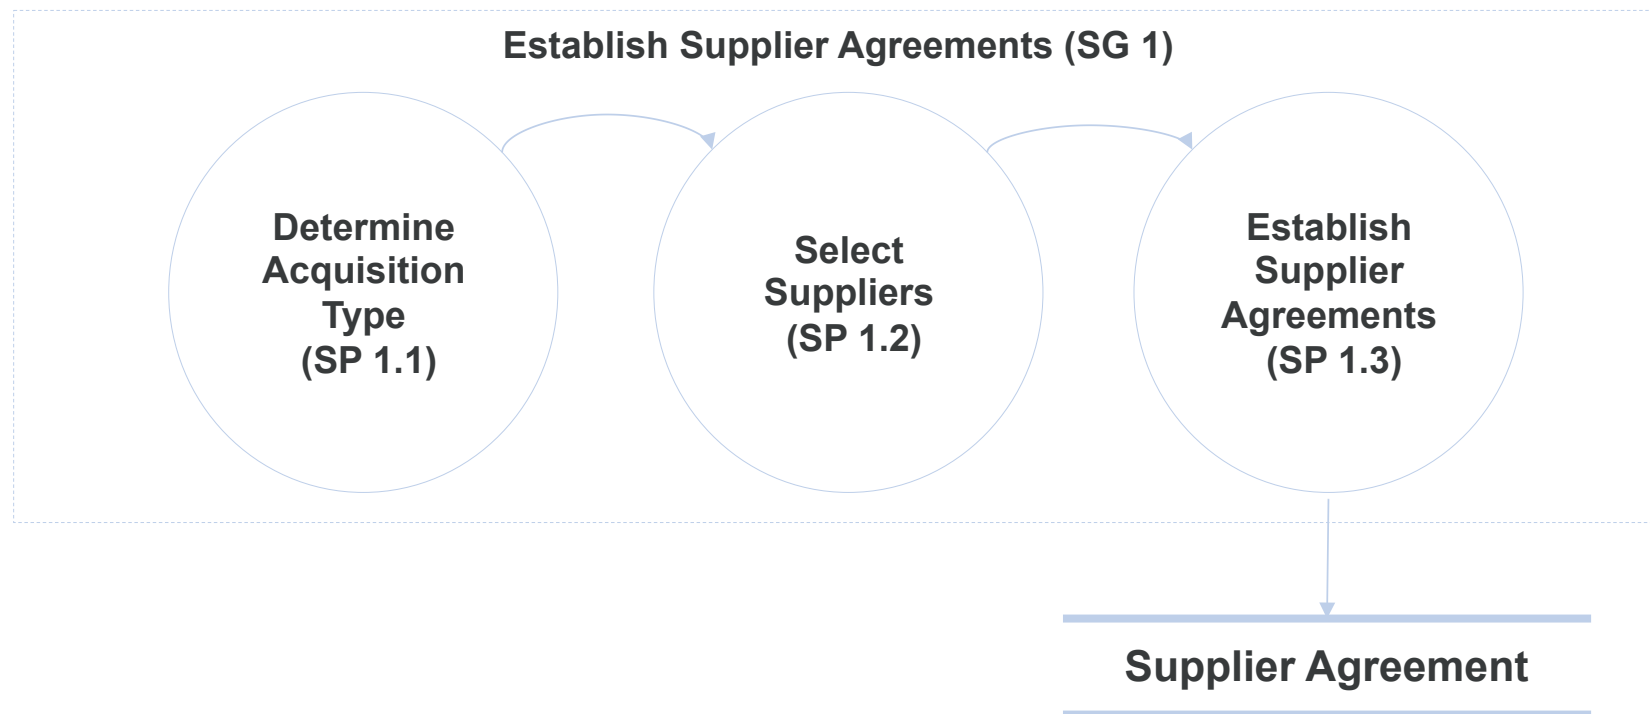 Establish Supplier Agreements (SG 1)
Determine
Acquisition
Type
(SP 1.1)
Select
Suppliers
(SP 1.2)
Establish
Supplier
Agreements
(SP 1.3)
Supplier Agreement